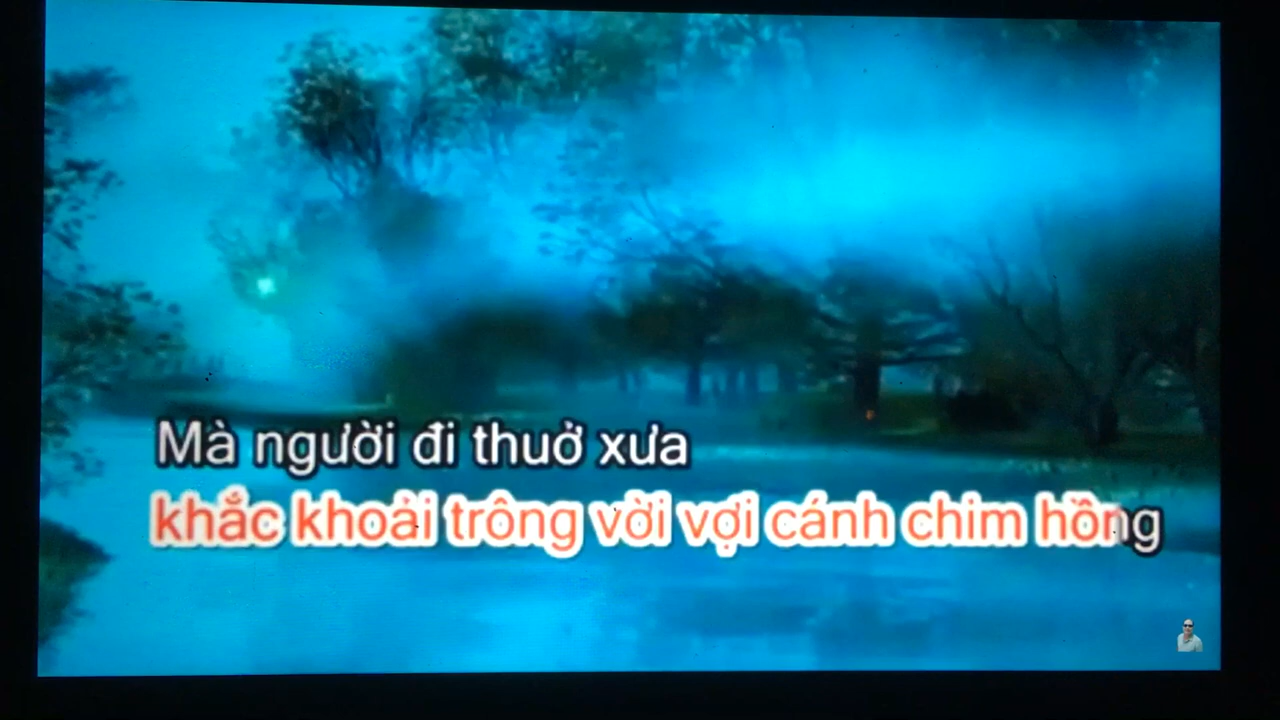 Mà người đi thuở xưa
khắc khoải trông vời vợi cánh chim hồng